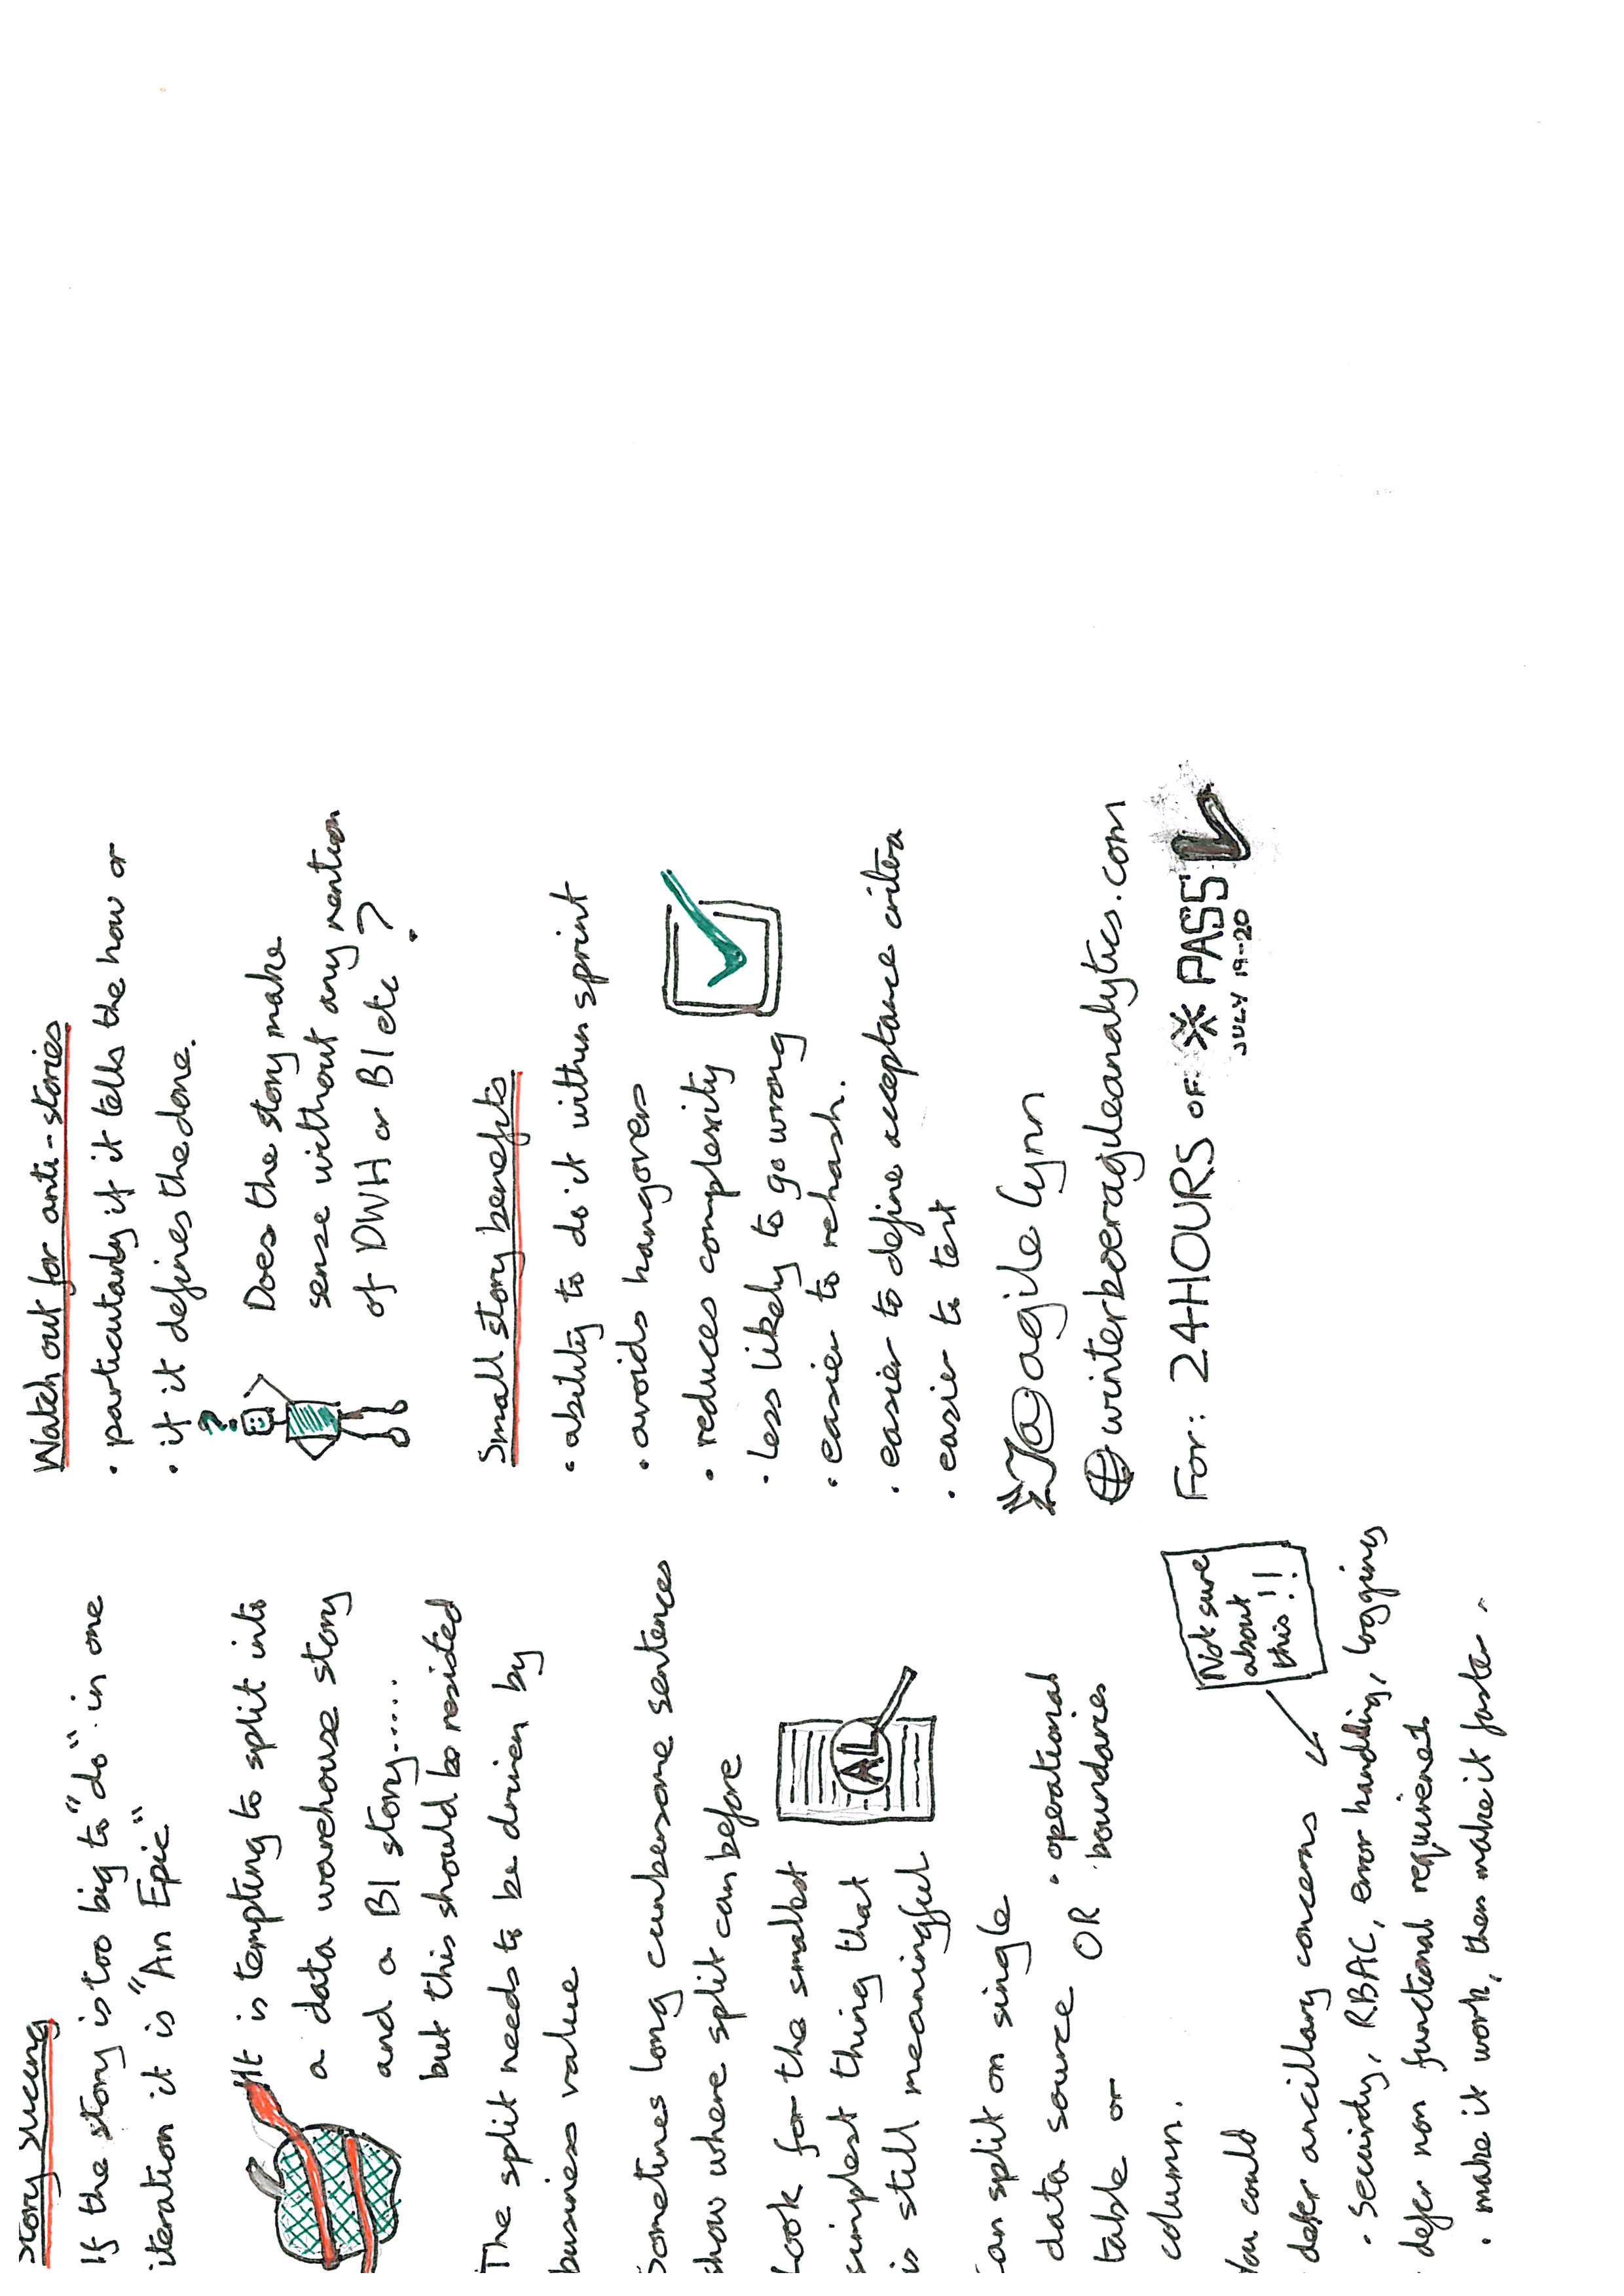 Story Slicing
If the story is too big to "do" in one
iteration it is "An Epic"
It is tempting to split into
a data warehouse story
and a BI story.....
but this should be resisted
The split needs to be driven by
business value
Sometimes long cumbersome sentences
show where split can before
Look for the smallest
simplest thing that
is still meaningful
AL
Can split on single
data source
table or
column.
OR
• operational
boundaries
You could
defer ancillary concerns
Not sure
about
this!!
• Security, RBAC, error handling, logging
defer non functional requirements
• make it work, then make it faster
Watch out for anti-stories
• particularly if it tells the how or
• if it defines the done.
?
Does the story make
sense without any mention
of DWH or BI etc ?
Small story benefits
• ability to do it within sprint
• avoids hangovers
• reduces complexity
• less likely to go wrong
• easier to rehash.
• easier to define acceptance critera
• easier to test
@agile lynn
winterboeragileanalytics.com
For: 24HOURS OF PASS
JULY 19-20